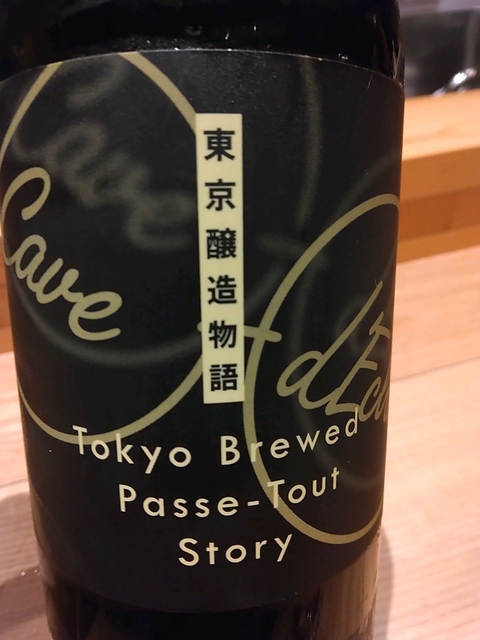 東京醸造物語
Cave
Tokyo Brewed
Passe-Tout
Story